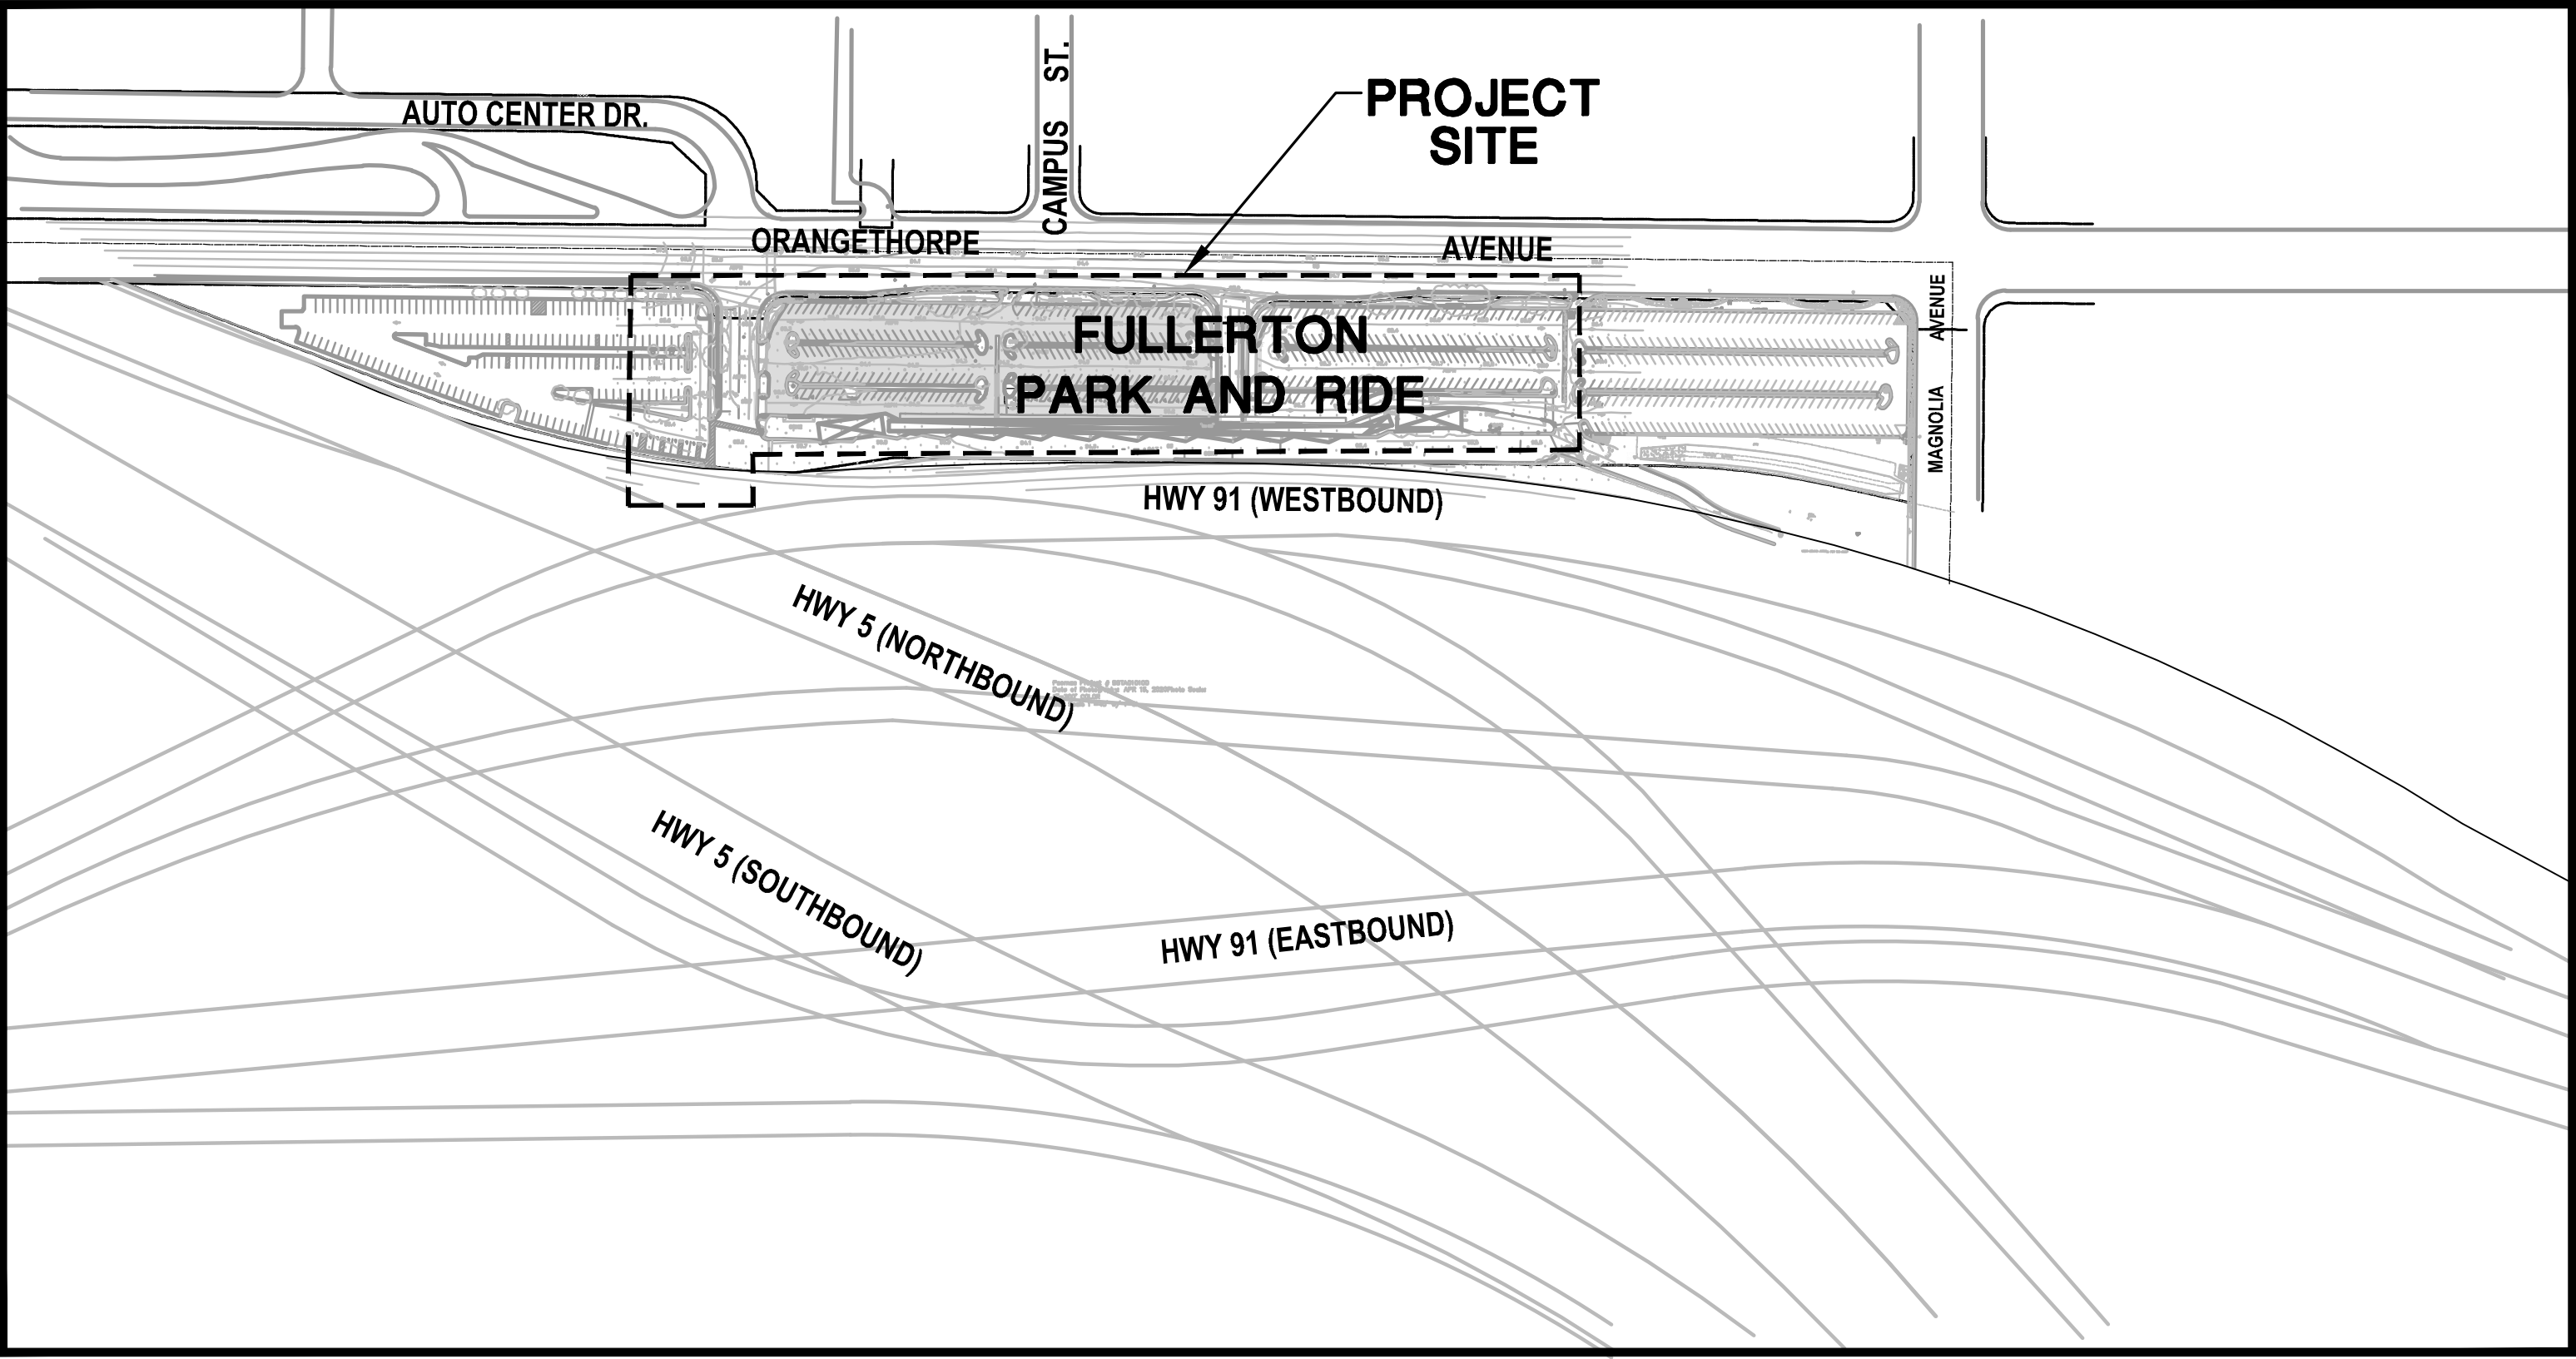 AUTO CENTER DR.
CAMPUS ST.
PROJECT
SITE
ORANGETHORPE
AVENUE
FULLERTON
PARK AND RIDE
MAGNOLIA AVENUE
HWY 91 (WESTBOUND)
HWY 5 (NORTHBOUND)
HWY 5 (SOUTHBOUND)
HWY 91 (EASTBOUND)